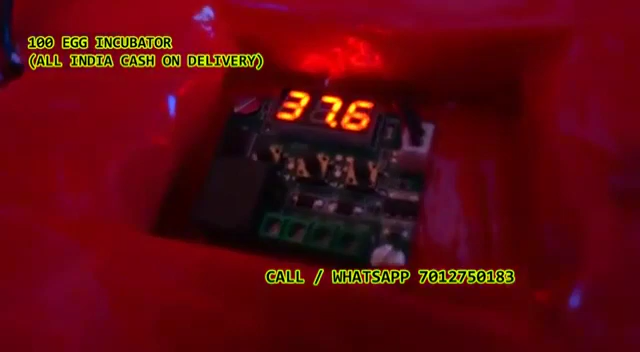 100 EGG INCUBATOR
(ALL INDIA CASH ON DELIVERY)
37.6
CALL / WHATSAPP 7012750183